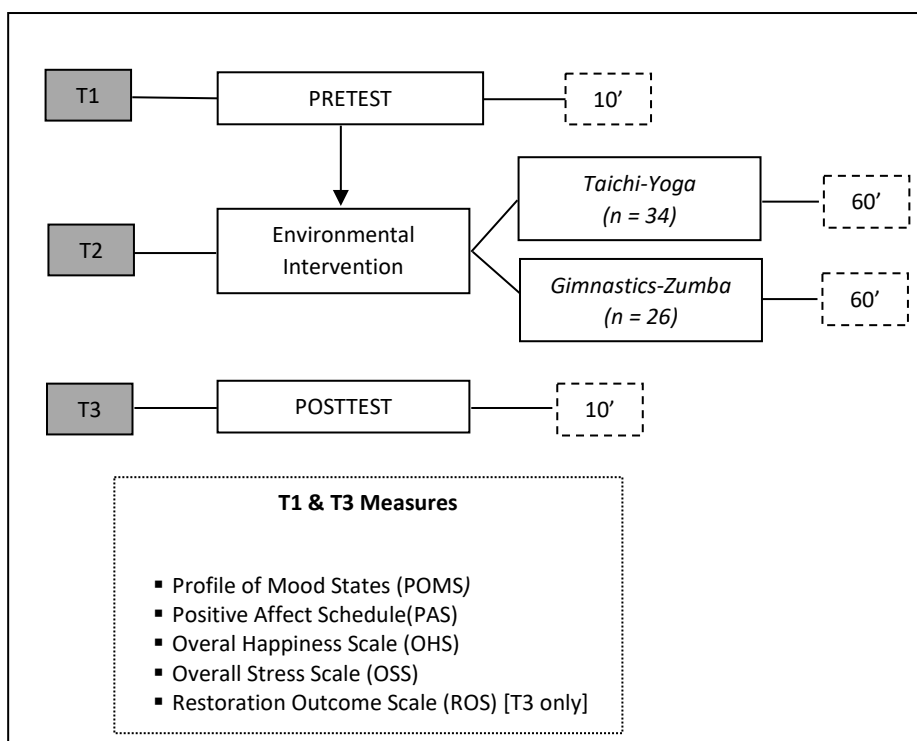 T1
PRETEST
10’
T2
Environmental
Intervention
Taichi-Yoga
(n = 34)
60’
Gimnastics-Zumba
(n = 26)
60’
T3
POSTTEST
10’
T1 & T3 Measures
▪ Profile of Mood States (POMS)
▪ Positive Affect Schedule(PAS)
▪ Overal Happiness Scale (OHS)
▪ Overall Stress Scale (OSS)
▪ Restoration Outcome Scale (ROS) [T3 only]